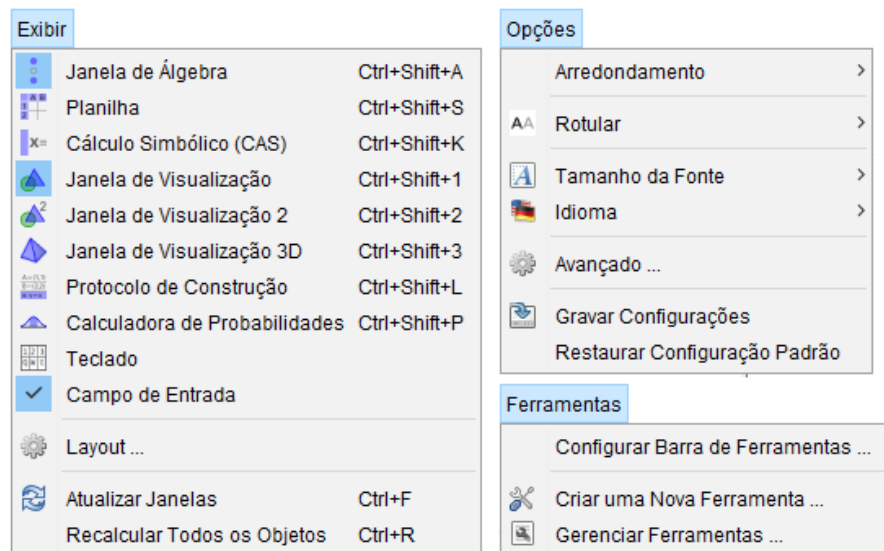 Exibir
Janela de Álgebra Ctrl+Shift+A
Planilha Ctrl+Shift+S
Cálculo Simbólico (CAS) Ctrl+Shift+K
Janela de Visualização Ctrl+Shift+1
Janela de Visualização 2 Ctrl+Shift+2
Janela de Visualização 3D Ctrl+Shift+3
Protocolo de Construção Ctrl+Shift+L
Calculadora de Probabilidades Ctrl+Shift+P
Teclado
Campo de Entrada
Layout ...
Atualizar Janelas Ctrl+F
Recalcular Todos os Objetos Ctrl+R
Opções
Arredondamento
AA Rotular
A Tamanho da Fonte
Idioma
Avançado ...
Gravar Configurações
Restaurar Configuração Padrão
Ferramentas
Configurar Barra de Ferramentas ...
Criar uma Nova Ferramenta ...
Gerenciar Ferramentas ...